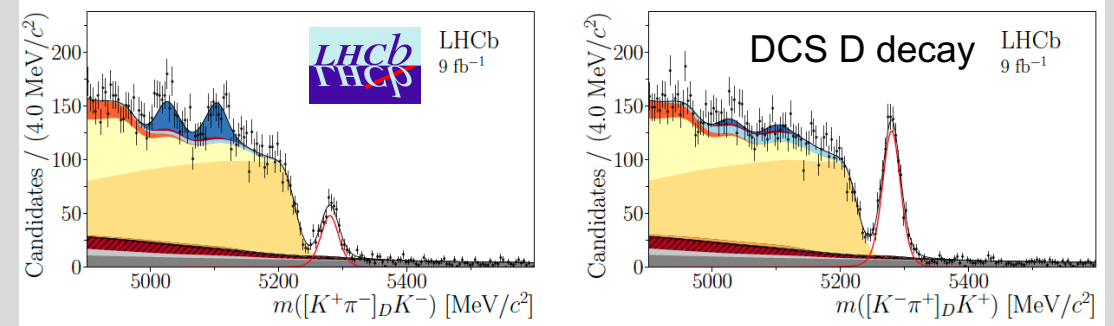 Candidates / (4.0 MeV/c²)
200
150
100
50
0
LHCb
LHCb
LHCb
9 fb⁻¹
5000
5200
5400
m([K⁺π⁻]_D K⁻) [MeV/c²]
Candidates / (4.0 MeV/c²)
200
150
100
50
0
DCS D decay
LHCb
9 fb⁻¹
5000
5200
5400
m([K⁻π⁺]_D K⁺) [MeV/c²]